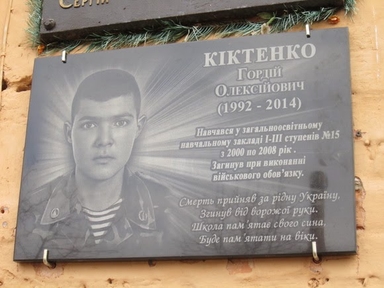 Сергій
КІКТЕНКО
Гордій
Олексійович
(1992 - 2014)
Навчався у загальноосвітньому
навчальному закладі І-ІІІ ступенів №15
з 2000 по 2008 рік .
Загинув при виконанні
військового обов'язку.
Смерть прийняв за рідну Україну,
Згинув від ворожої руки.
Школа пам'ятає свого сина,
Буде пам'ятати на віки.